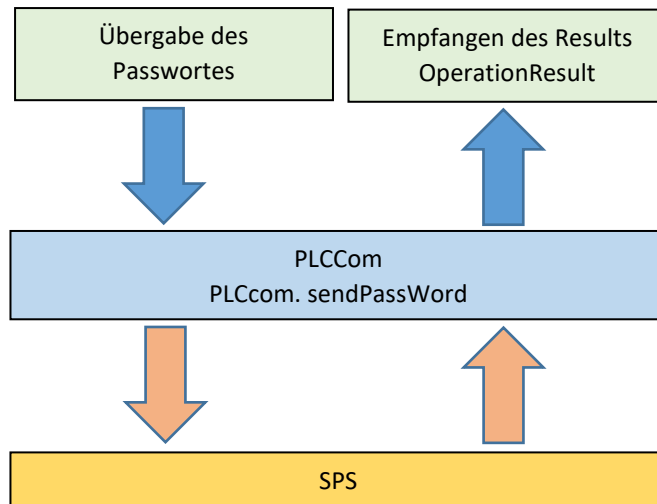 Übergabe des
Passwortes
Empfangen des Results
OperationResult
PLCCom
PLCcom. sendPassWord
SPS